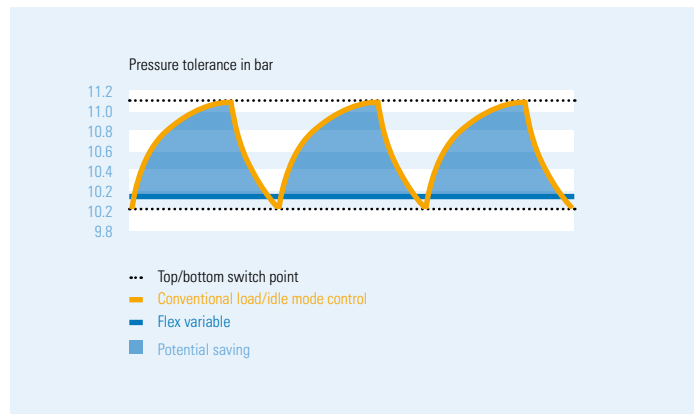 Pressure tolerance in bar
11.2
11.0
10.8
10.6
10.4
10.2
10.2
9.8
Top/bottom switch point
Conventional load/idle mode control
Flex variable
Potential saving